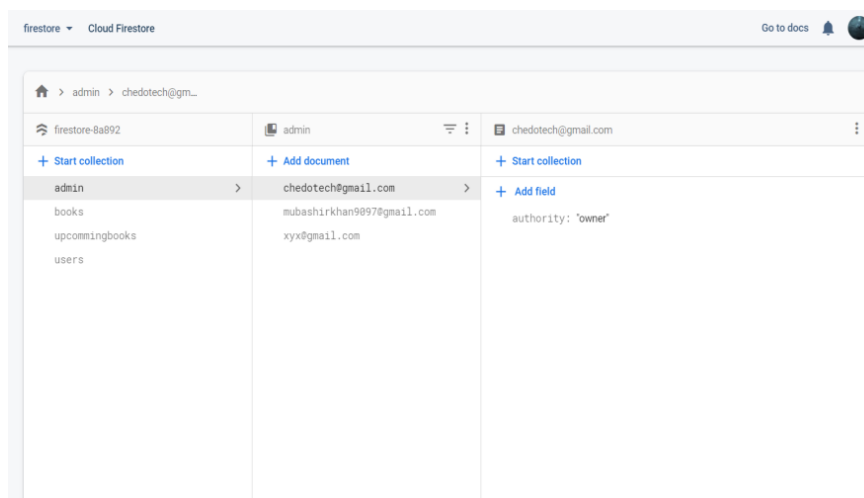 firestore Cloud Firestore Go to docs
admin > chedotech@gm...
firestore-8a892 admin chedotech@gmail.com
+ Start collection + Add document + Start collection
admin chedotech@gmail.com + Add field
books mubashirkhan9097@gmail.com authority: "owner"
upcommingbooks xyx@gmail.com
users